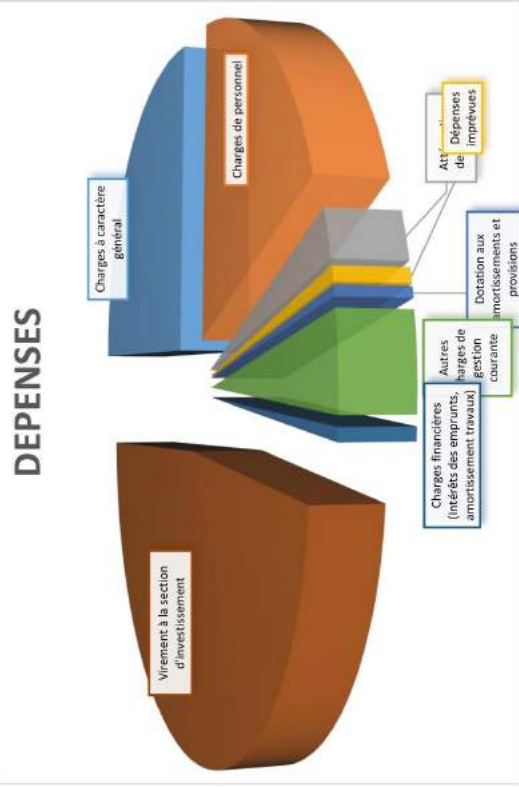 DEPENSES
Charges à caractère
général
Charges de personnel
Dépenses
imprévues
de
Dotation aux
amortissements et
provisions
Autres
charges de
gestion
courante
Charges financières
(Intérêts des emprunts,
amortissement travaux)
Virement à la section
d'investissement